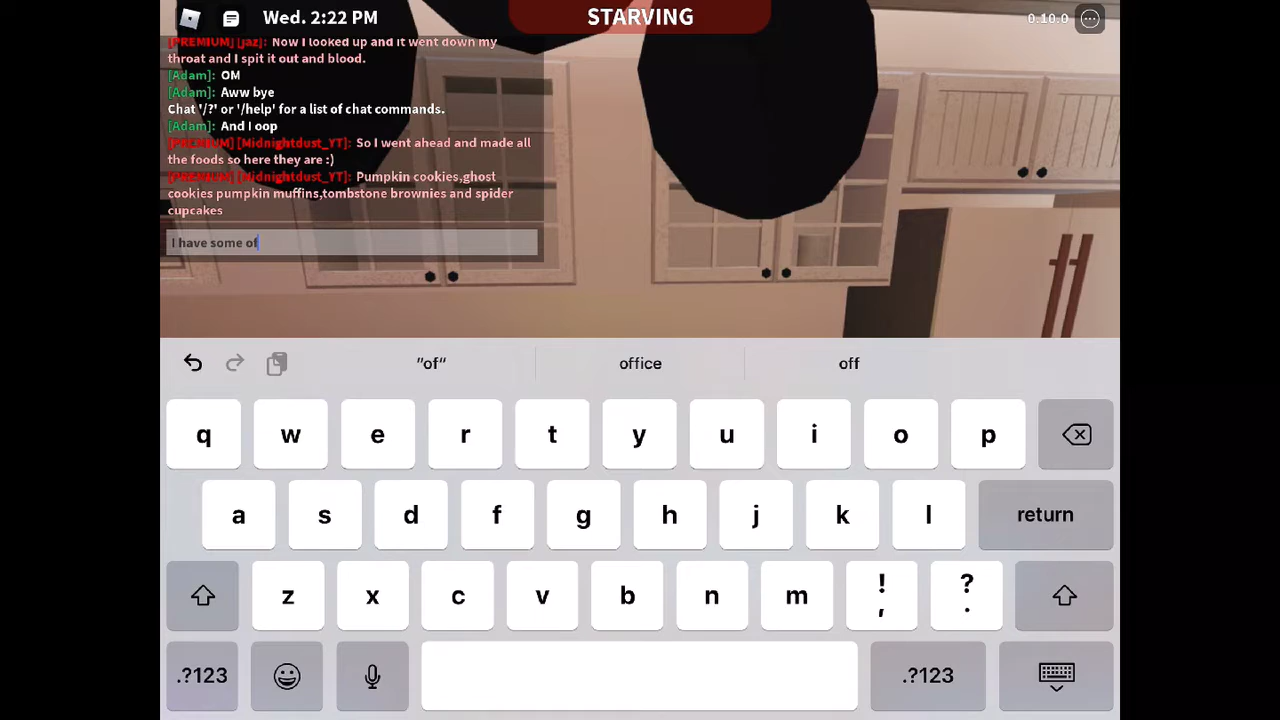 Wed. 2:22 PM
STARVING
0:10.0
[PREMIUM] [jaz]: Now I looked up and it went down my
throat and I spit it out and blood.
[Adam]: OM
[Adam]: Aww bye
Chat '/?' or '/help' for a list of chat commands.
[Adam]: And I oop
[PREMIUM] [Midnightdust_YT]: So I went ahead and made all
the foods so here they are :)
[PREMIUM] [Midnightdust_YT]: Pumpkin cookies,ghost
cookies pumpkin muffins,tombstone brownies and spider
cupcakes
I have some of
"of" office off
q w e r t y u i o p
a s d f g h j k l return
z x c v b n m ! , ? .
.?123 .?123